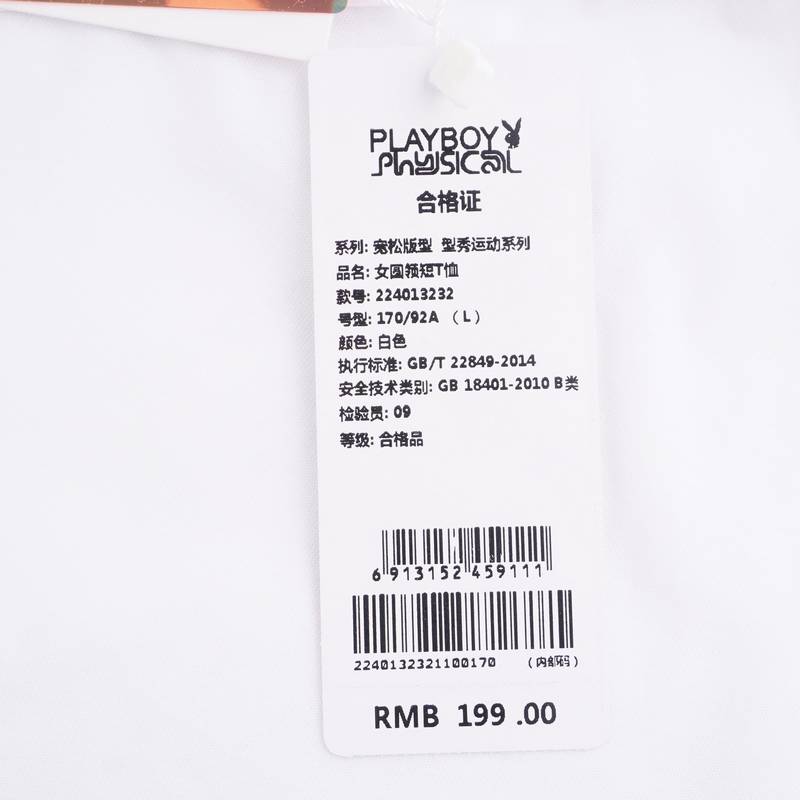 PLAYBOY
PhySICAL
合格证
系列: 宽松版型 型秀运动系列
品名: 女圆领短T恤
款号: 224013232
号型: 170/92A （L）
颜色: 白色
执行标准: GB/T 22849-2014
安全技术类别: GB 18401-2010 B类
检验员: 09
等级: 合格品
6 913152 459111
2240132321100170 （内部码）
RMB 199 .00